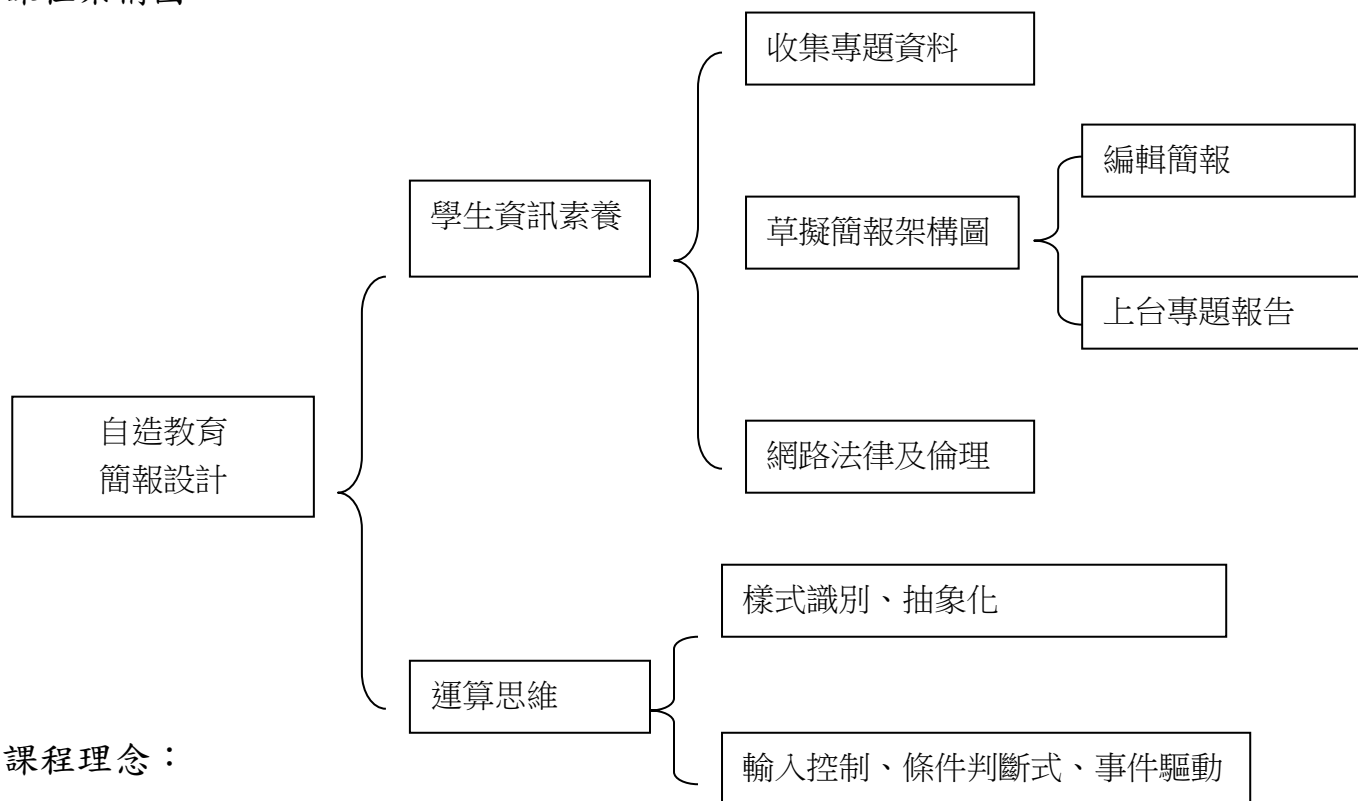 收集專題資料
編輯簡報
學生資訊素養
草擬簡報架構圖
上台專題報告
自造教育
簡報設計
網路法律及倫理
樣式識別、抽象化
運算思維
課程理念：
輸入控制、條件判斷式、事件驅動